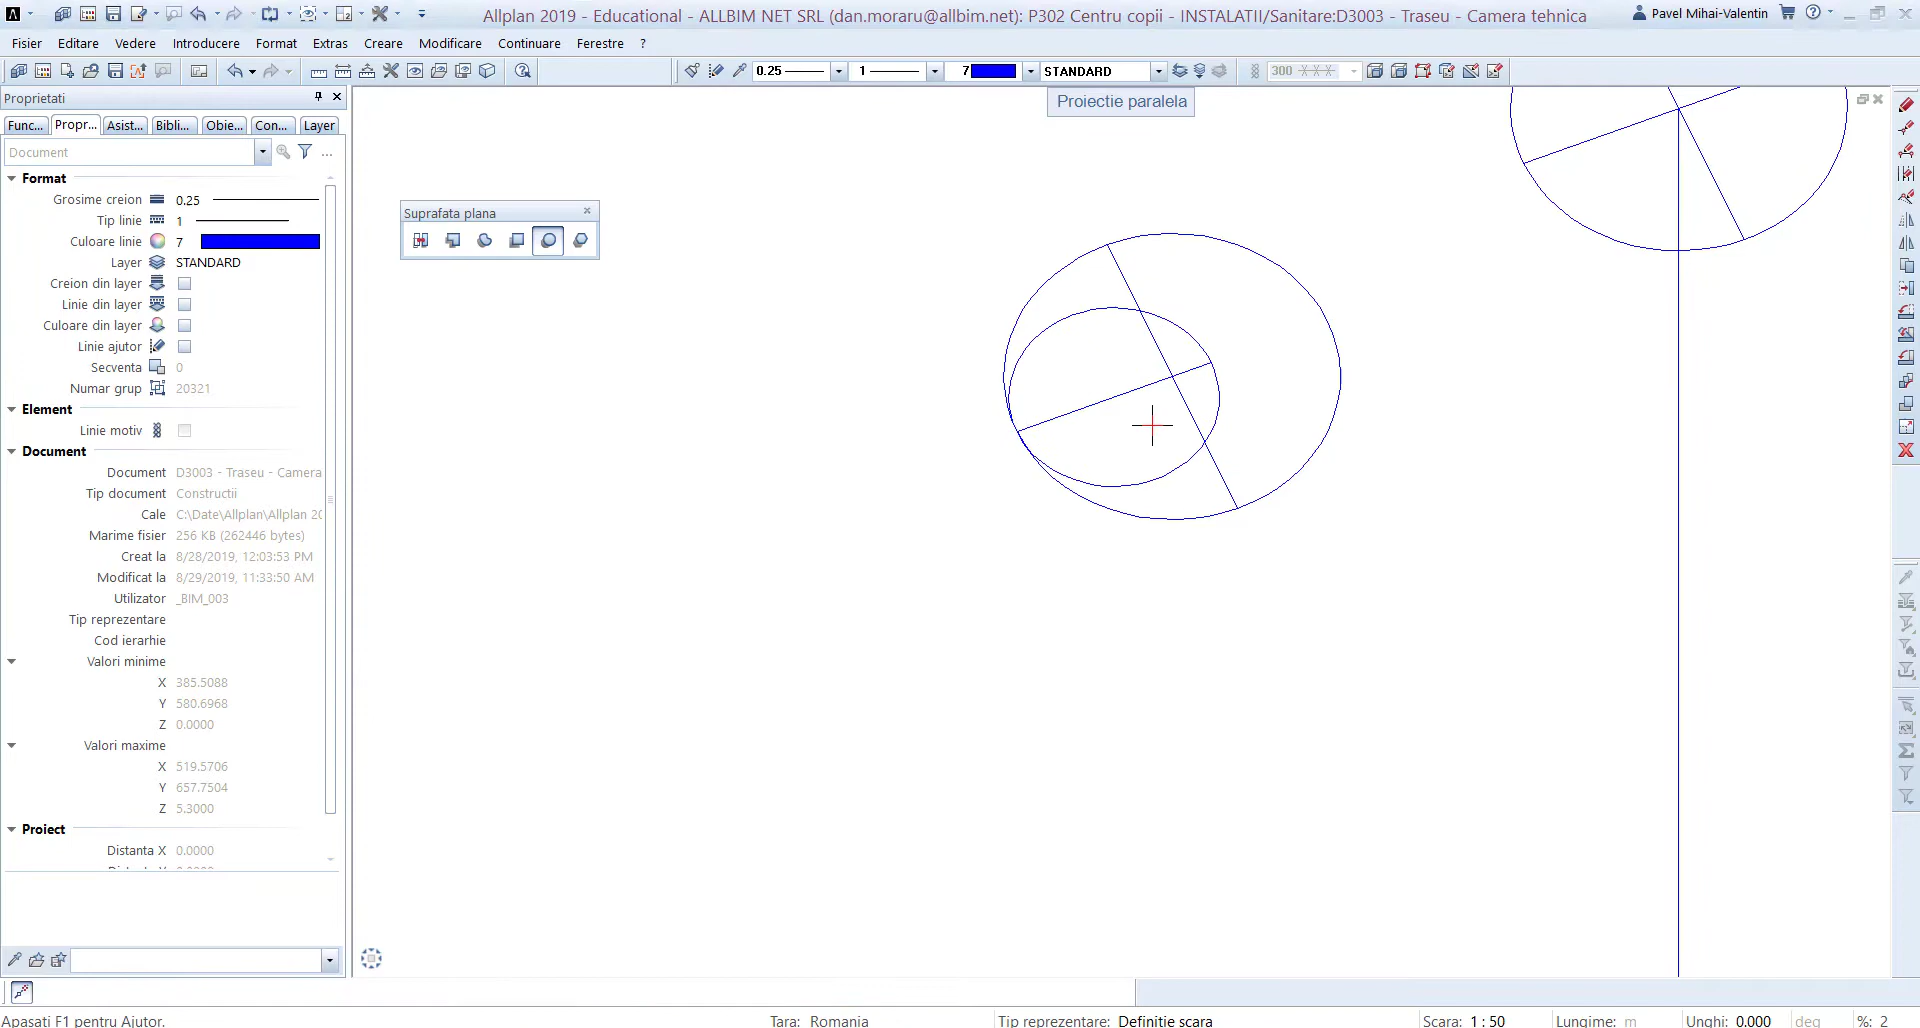 Allplan 2019 - Educational - ALLBIM NET SRL (dan.moraru@allbim.net): P302 Centru copii - INSTALATII/Sanitare:D3003 - Traseu - Camera tehnica
Pavel Mihai-Valentin
Fisier Editare Vedere Introducere Format Extras Creare Modificare Continuare Ferestre ?
0.25 1 7 STANDARD 300
Proprietati
Proiectie paralela
Func... Propr... Asist... Bibli... Obie... Con... Layer
Document ...
Format
Grosime creion 0.25
Tip linie 1
Culoare linie 7
Layer STANDARD
Creion din layer
Linie din layer
Culoare din layer
Linie ajutor
Secventa 0
Numar grup 20321
Element
Linie motiv
Document
Document D3003 - Traseu - Camera
Tip document Constructii
Cale C:\Date\Allplan\Allplan 20
Marime fisier 256 KB (262446 bytes)
Creat la 8/28/2019, 12:03:53 PM
Modificat la 8/29/2019, 11:33:50 AM
Utilizator _BIM_003
Tip reprezentare
Cod ierarhie
Valori minime
X 385.5088
Y 580.6968
Z 0.0000
Valori maxime
X 519.5706
Y 657.7504
Z 5.3000
Proiect
Distanta X 0.0000
Suprafata plana
Apasati F1 pentru Ajutor.
Tara: Romania
Tip reprezentare: Definitie scara
Scara: 1 : 50
Lungime: m
Unghi: 0.000 deg
%: 2